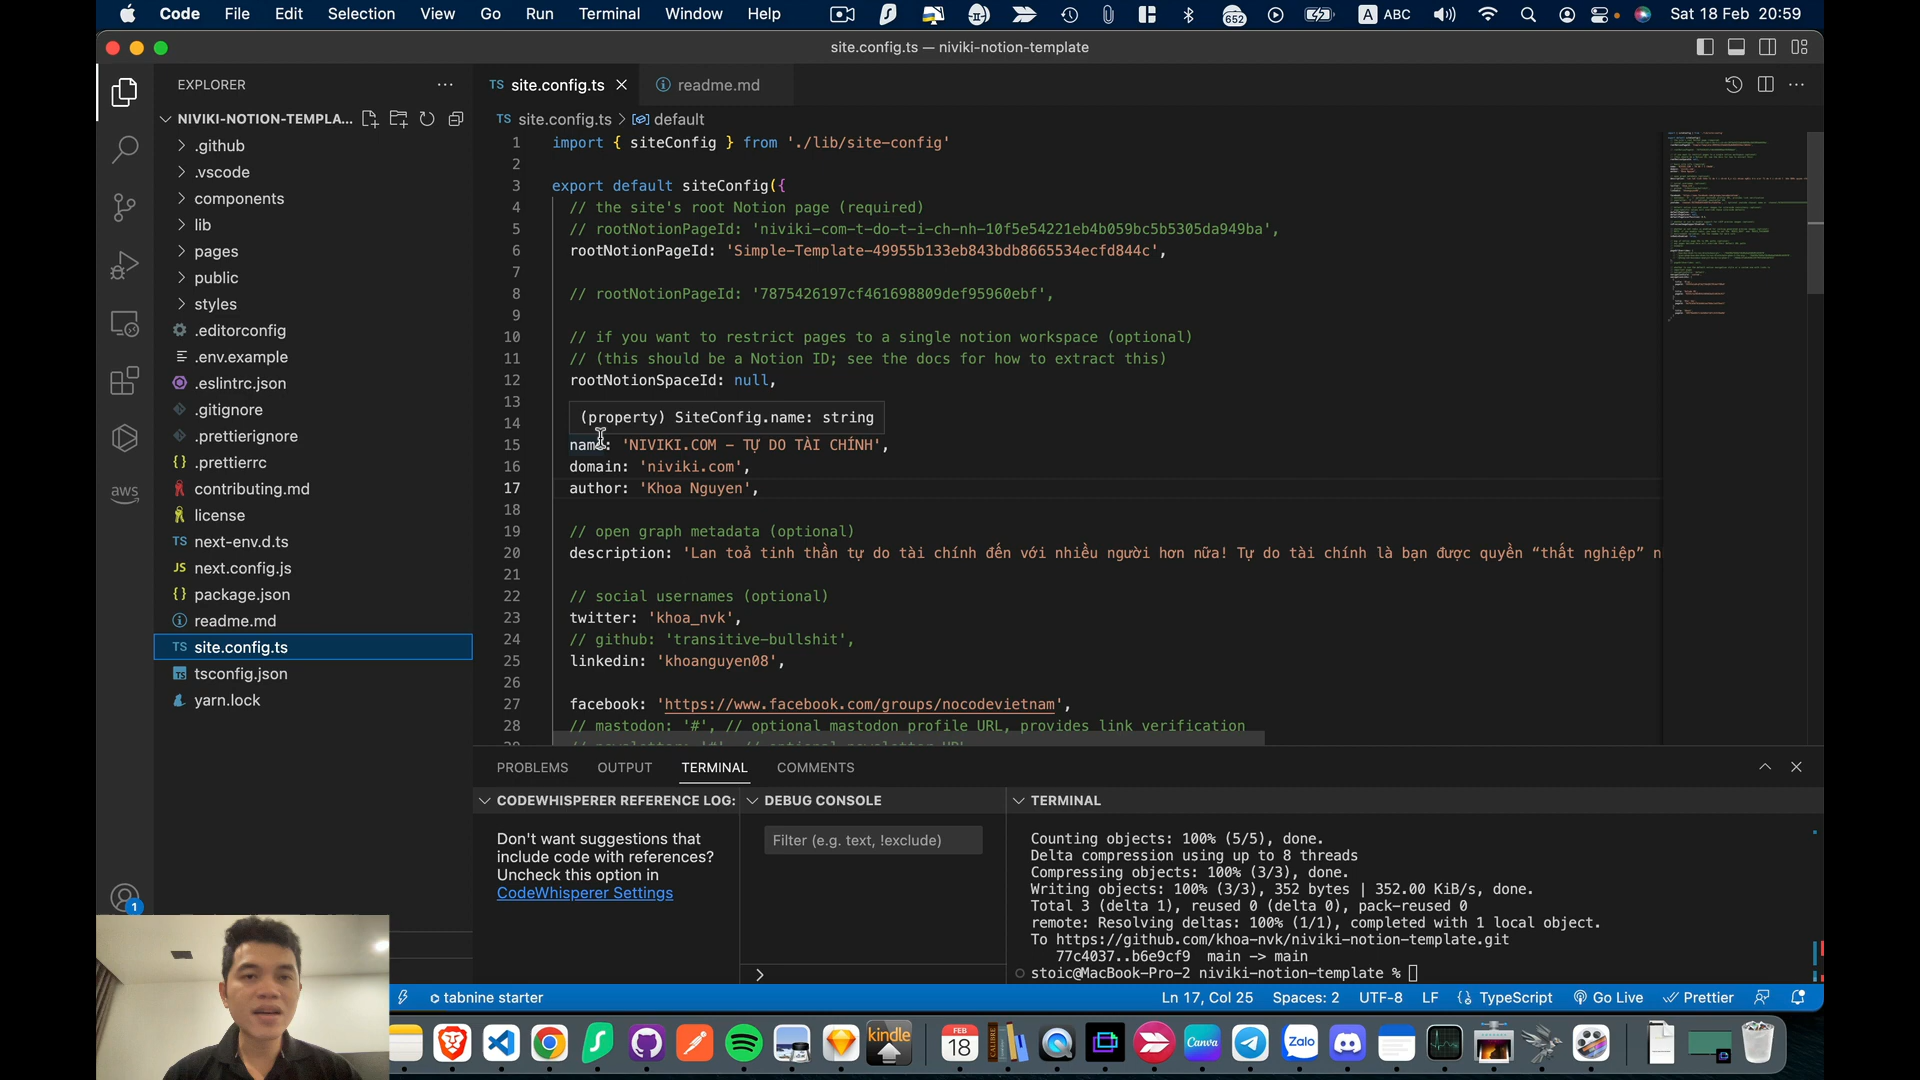 Code File Edit Selection View Go Run Terminal Window Help 652 A ABC Sat 18 Feb 20:59
site.config.ts — niviki-notion-template
EXPLORER
NIVIKI-NOTION-TEMPLA...
.github
.vscode
components
lib
pages
public
styles
.editorconfig
.env.example
.eslintrc.json
.gitignore
.prettierignore
.prettierrc
contributing.md
license
TS next-env.d.ts
JS next.config.js
package.json
readme.md
TS site.config.ts
tsconfig.json
yarn.lock
aws
1
TS site.config.ts
readme.md
TS site.config.ts > default
1 import { siteConfig } from './lib/site-config'
2
3 export default siteConfig({
4 // the site's root Notion page (required)
5 // rootNotionPageId: 'niviki-com-t-do-t-i-ch-nh-10f5e54221eb4b059bc5b5305da949ba',
6 rootNotionPageId: 'Simple-Template-49955b133eb843bdb8665534ecfd844c',
7
8 // rootNotionPageId: '7875426197cf461698809def95960ebf',
9
10 // if you want to restrict pages to a single notion workspace (optional)
11 // (this should be a Notion ID; see the docs for how to extract this)
12 rootNotionSpaceId: null,
13
(property) SiteConfig.name: string
14
15 name: 'NIVIKI.COM – TỰ DO TÀI CHÍNH',
16 domain: 'niviki.com',
17 author: 'Khoa Nguyen',
18
19 // open graph metadata (optional)
20 description: 'Lan toả tinh thần tự do tài chính đến với nhiều người hơn nữa! Tự do tài chính là bạn được quyền “thất nghiệp” n
21
22 // social usernames (optional)
23 twitter: 'khoa_nvk',
24 // github: 'transitive-bullshit',
25 linkedin: 'khoanguyen08',
26
27 facebook: 'https://www.facebook.com/groups/nocodevietnam',
28 // mastodon: '#', // optional mastodon profile URL, provides link verification
PROBLEMS OUTPUT TERMINAL COMMENTS
CODEWHISPERER REFERENCE LOG:
Don't want suggestions that
include code with references?
Uncheck this option in
CodeWhisperer Settings
DEBUG CONSOLE
Filter (e.g. text, !exclude)
TERMINAL
Counting objects: 100% (5/5), done.
Delta compression using up to 8 threads
Compressing objects: 100% (3/3), done.
Writing objects: 100% (3/3), 352 bytes | 352.00 KiB/s, done.
Total 3 (delta 1), reused 0 (delta 0), pack-reused 0
remote: Resolving deltas: 100% (1/1), completed with 1 local object.
To https://github.com/khoa-nvk/niviki-notion-template.git
77c4037..b6e9cf9 main -> main
stoic@MacBook-Pro-2 niviki-notion-template %
tabnine starter
Ln 17, Col 25 Spaces: 2 UTF-8 LF TypeScript Go Live Prettier
kindle FEB 18 CALIBRE Canva Zalo